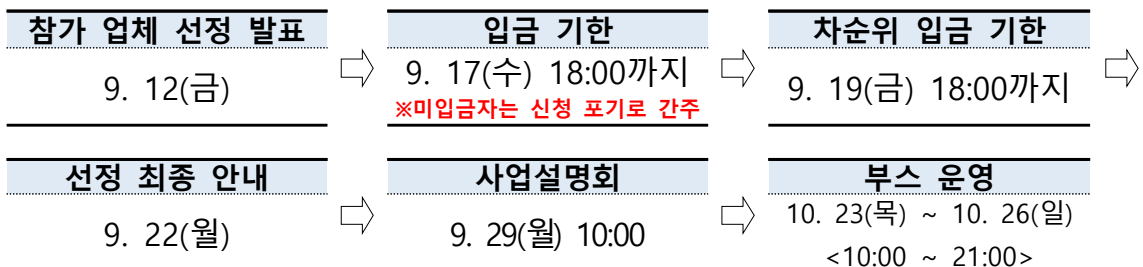 참가 업체 선정 발표
9. 12(금)
입금 기한
9. 17(수) 18:00까지
※미입금자는 신청 포기로 간주
차순위 입금 기한
9. 19(금) 18:00까지
선정 최종 안내
9. 22(월)
사업설명회
9. 29(월) 10:00
부스 운영
10. 23(목) ~ 10. 26(일)
<10:00 ~ 21:00>